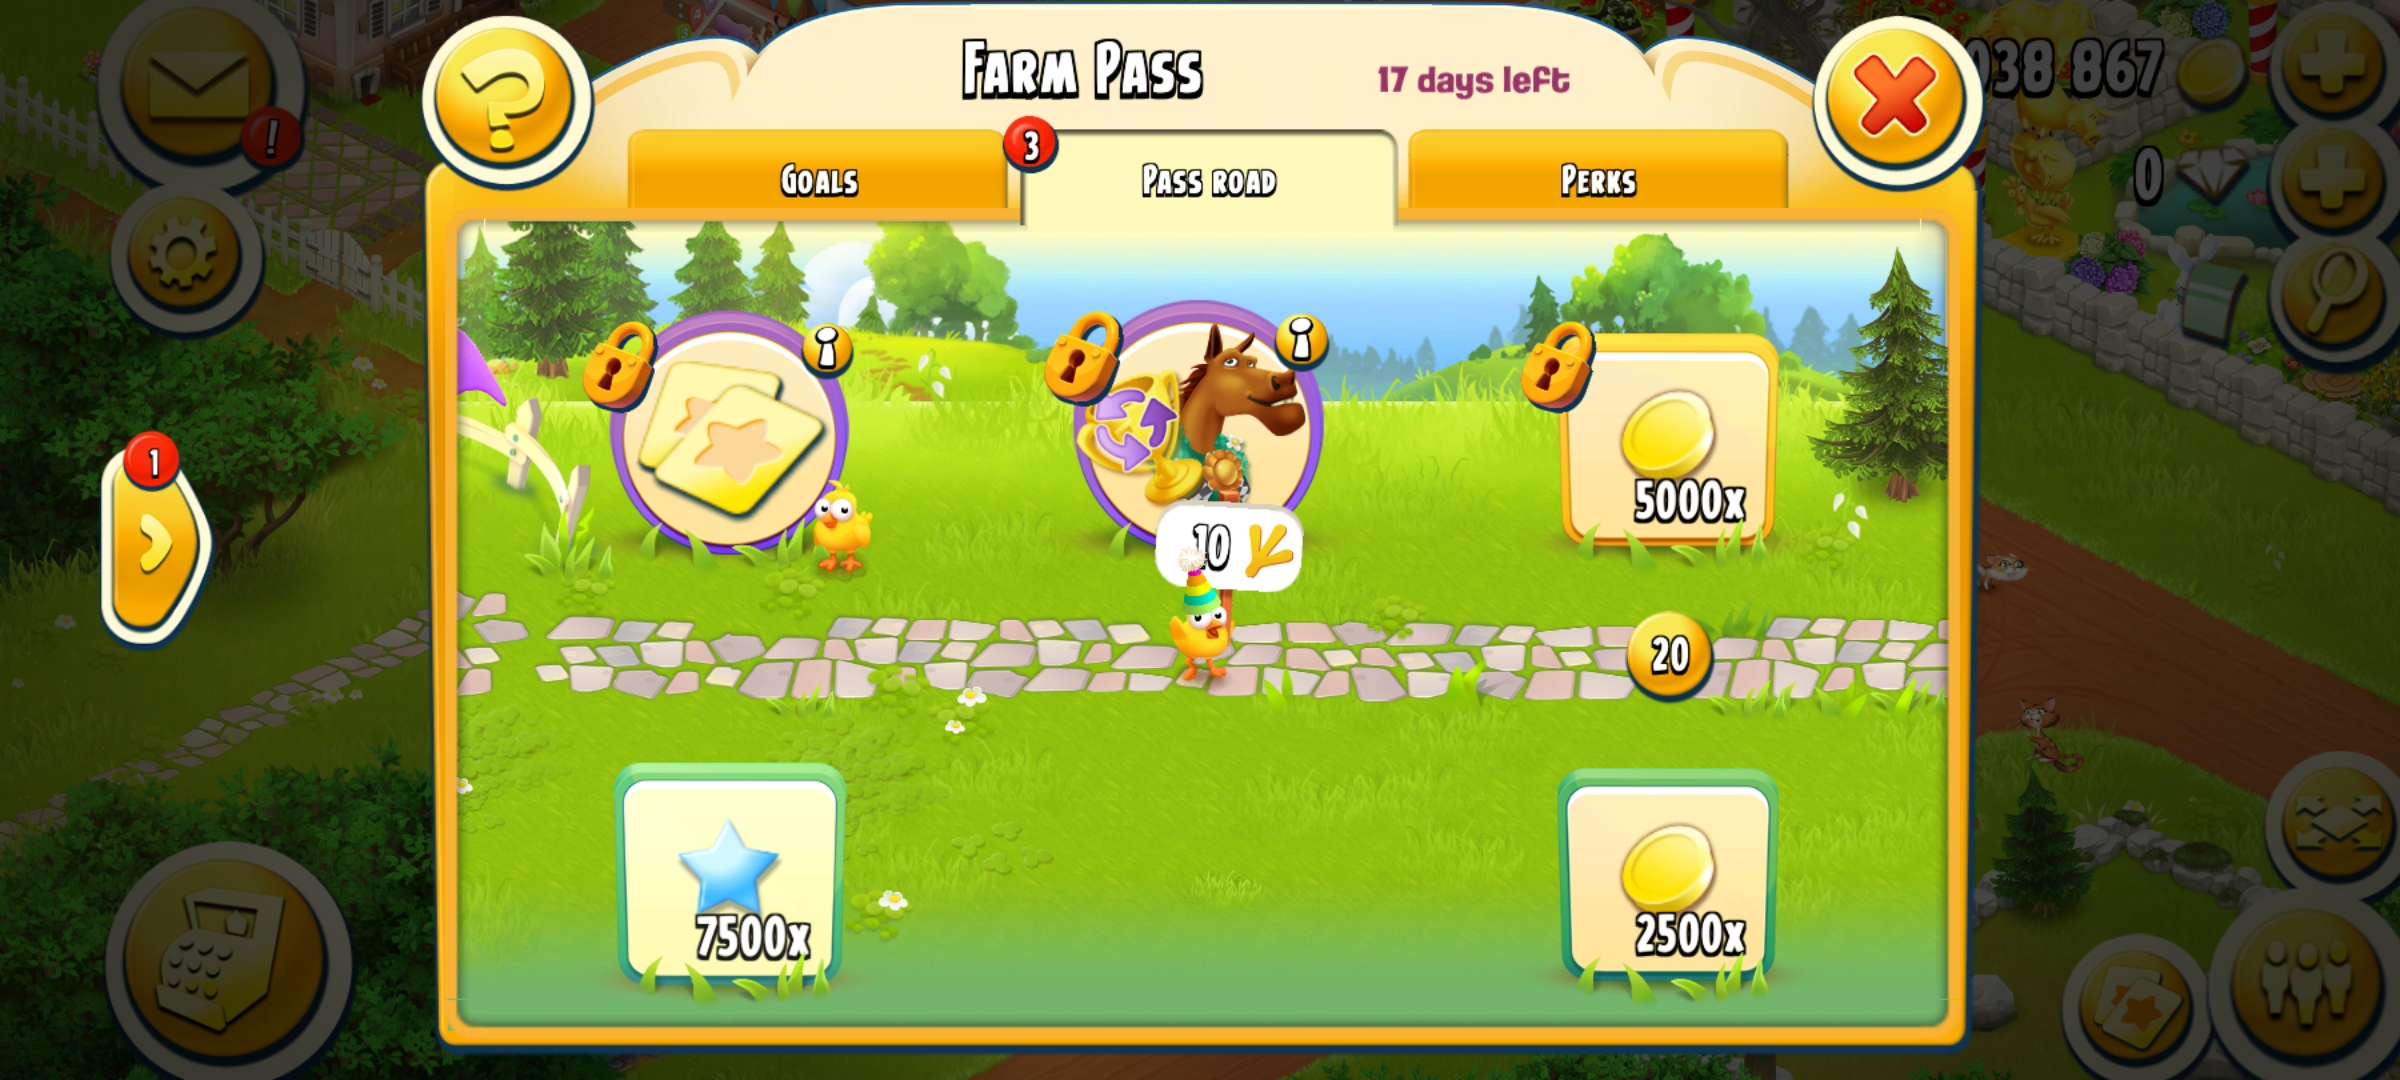 FARM PASS
17 days left
038 867
!
GOALS
3
PASS ROAD
PERKS
0
1
5000x
10
20
7500x
2500x